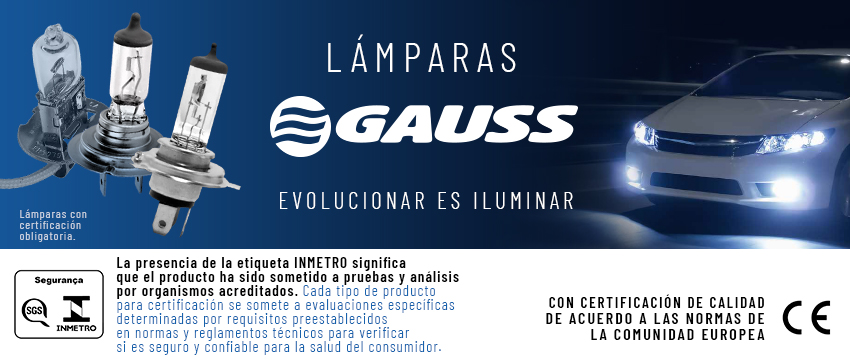 LÁMPARAS
GAUSS
EVOLUCIONAR ES ILUMINAR
Lámparas con
certificación
obligatoria.
Segurança
SGS
INMETRO
La presencia de la etiqueta INMETRO significa
que el producto ha sido sometido a pruebas y análisis
por organismos acreditados. Cada tipo de producto
para certificación se somete a evaluaciones específicas
determinadas por requisitos preestablecidos
en normas y reglamentos técnicos para verificar
si es seguro y confiable para la salud del consumidor.
CON CERTIFICACIÓN DE CALIDAD
DE ACUERDO A LAS NORMAS DE
LA COMUNIDAD EUROPEA
CE